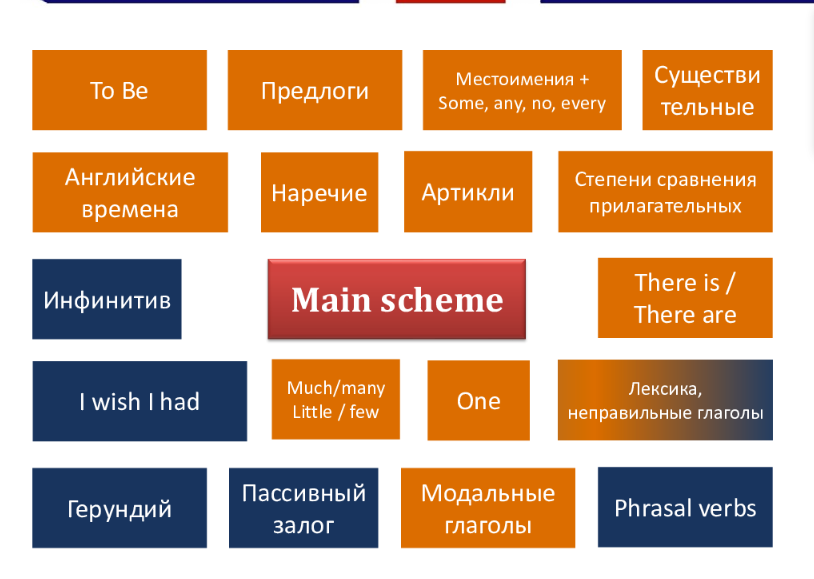 To Be
Предлоги
Местоимения +
Some, any, no, every
Существи
тельные
Английские
времена
Наречие
Артикли
Степени сравнения
прилагательных
Инфинитив
Main scheme
There is /
There are
I wish I had
Much/many
Little / few
One
Лексика,
неправильные глаголы
Герундий
Пассивный
залог
Модальные
глаголы
Phrasal verbs